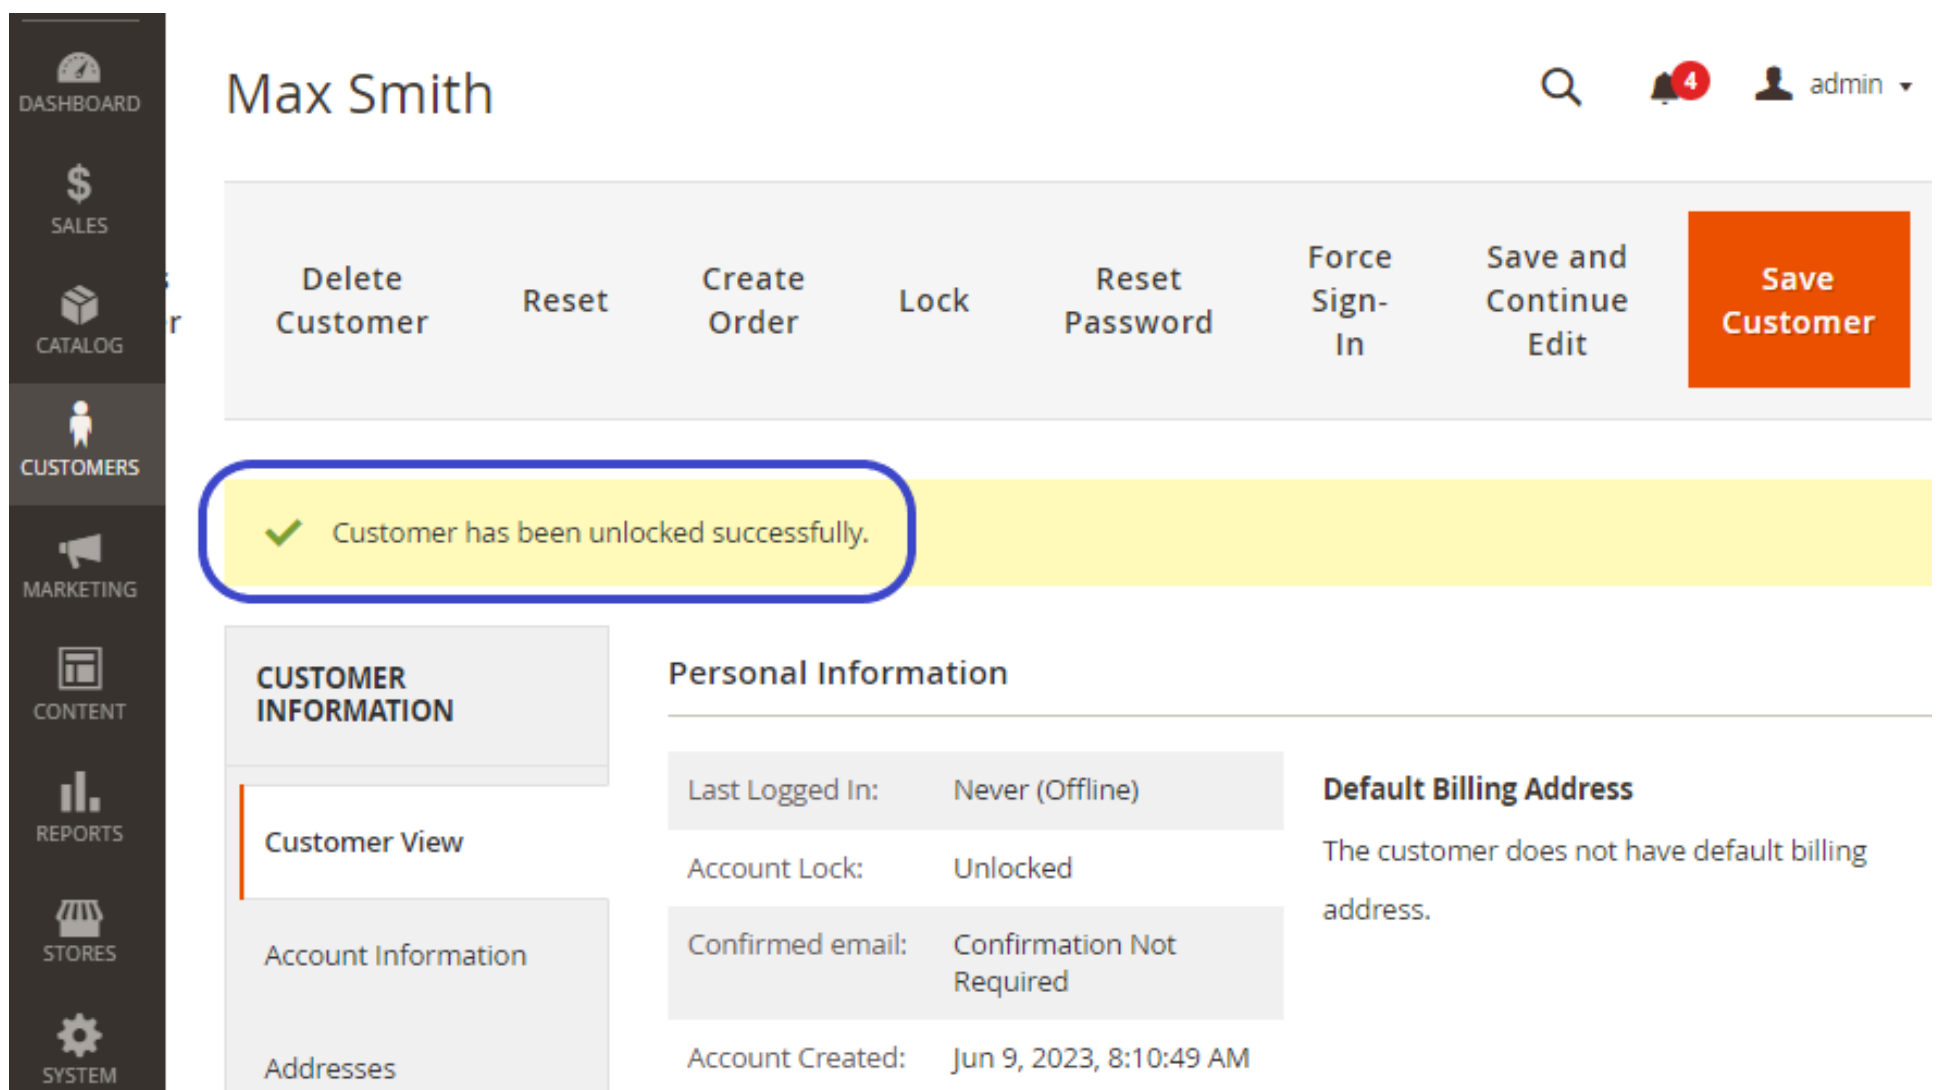 DASHBOARD
SALES
CATALOG
CUSTOMERS
MARKETING
CONTENT
REPORTS
STORES
SYSTEM
Max Smith
4
admin
Delete
Customer
Reset
Create
Order
Lock
Reset
Password
Force
Sign-
In
Save and
Continue
Edit
Save
Customer
Customer has been unlocked successfully.
CUSTOMER
INFORMATION
Customer View
Account Information
Addresses
Personal Information
Last Logged In: Never (Offline)
Account Lock: Unlocked
Confirmed email: Confirmation Not
Required
Account Created: Jun 9, 2023, 8:10:49 AM
Default Billing Address
The customer does not have default billing
address.